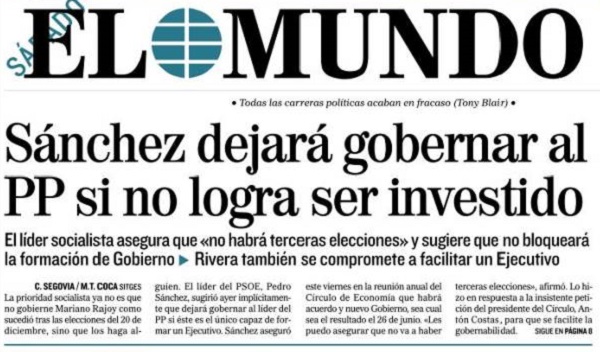 SÁBADO
EL MUNDO
• Todas las carreras políticas acaban en fracaso (Tony Blair) •
Sánchez dejará gobernar al
PP si no logra ser investido
El líder socialista asegura que «no habrá terceras elecciones» y sugiere que no bloqueará
la formación de Gobierno ▶ Rivera también se compromete a facilitar un Ejecutivo
C. SEGOVIA / M.T. COCA SITGES
La prioridad socialista ya no es que
no gobierne Mariano Rajoy como
sucedió tras las elecciones del 20 de
diciembre, sino que los haga al-
guien. El líder del PSOE, Pedro
Sánchez, sugirió ayer implícitamente
que dejará gobernar al líder del
PP si éste es el único capaz de for-
mar un Ejecutivo. Sánchez aseguró
este viernes en la reunión anual del
Círculo de Economía que habrá
acuerdo y nuevo Gobierno, sea cual
sea el resultado el 26 de junio. «Les
puedo asegurar que no va a haber
terceras elecciones», afirmó. Lo hi-
zo en respuesta a la insistente peti-
ción del presidente del Círculo, An-
tón Costas, para que se facilite la
gobernabilidad. SIGUE EN PÁGINA 8